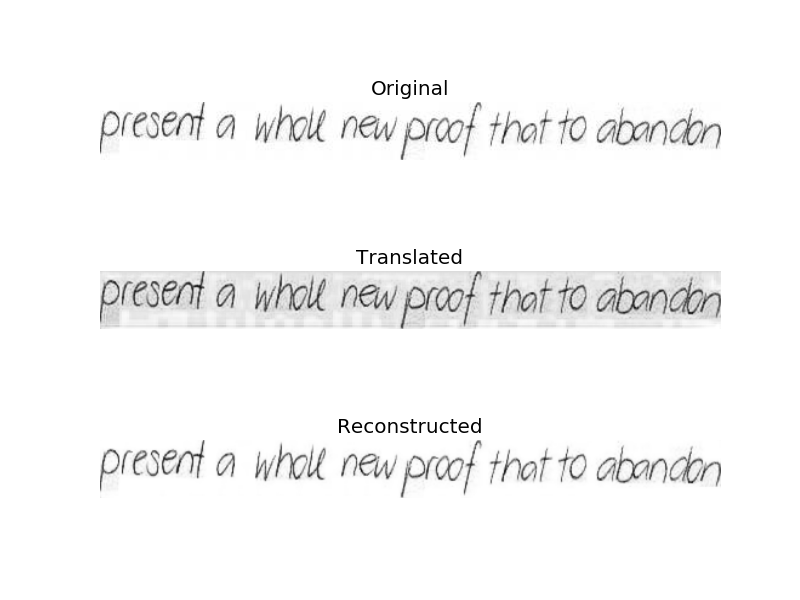 Original
present a whole new proof that to abandon
Translated
present a whole new proof that to abandon
Reconstructed
present a whole new proof that to abandon